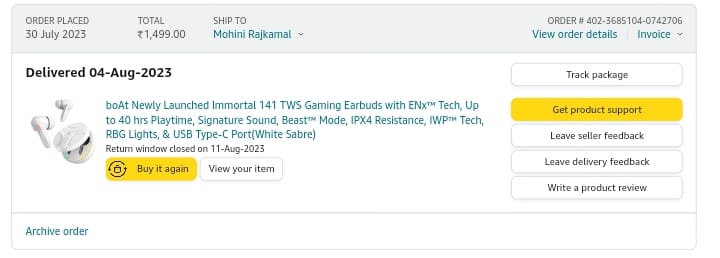 ORDER PLACED TOTAL SHIP TO ORDER # 402-3685104-0742706
30 July 2023 ₹1,499.00 Mohini Rajkamal View order details Invoice
Delivered 04-Aug-2023
Track package
boAt Newly Launched Immortal 141 TWS Gaming Earbuds with ENx™ Tech, Up
to 40 hrs Playtime, Signature Sound, Beast™ Mode, IPX4 Resistance, IWP™ Tech,
RBG Lights, & USB Type-C Port(White Sabre)
Return window closed on 11-Aug-2023
Buy it again View your item
Get product support
Leave seller feedback
Leave delivery feedback
Write a product review
Archive order